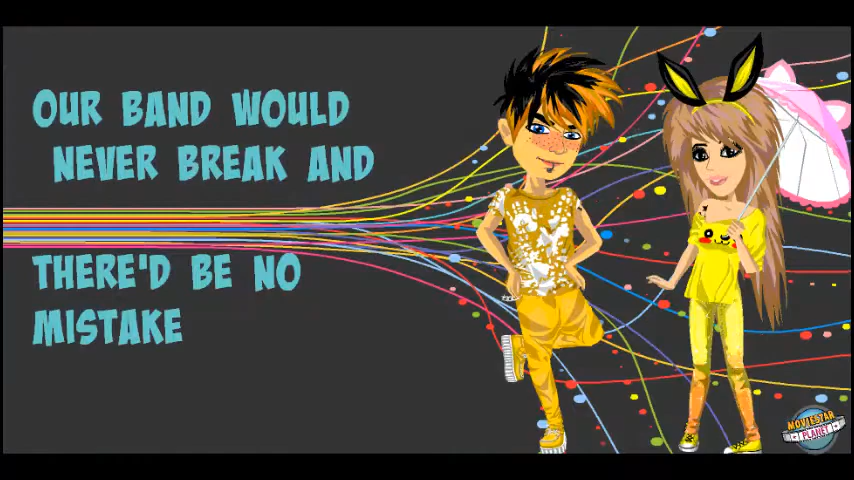 OUR BAND WOULD
NEVER BREAK AND
THERE'D BE NO
MISTAKE
MOVIESTAR
PLANET